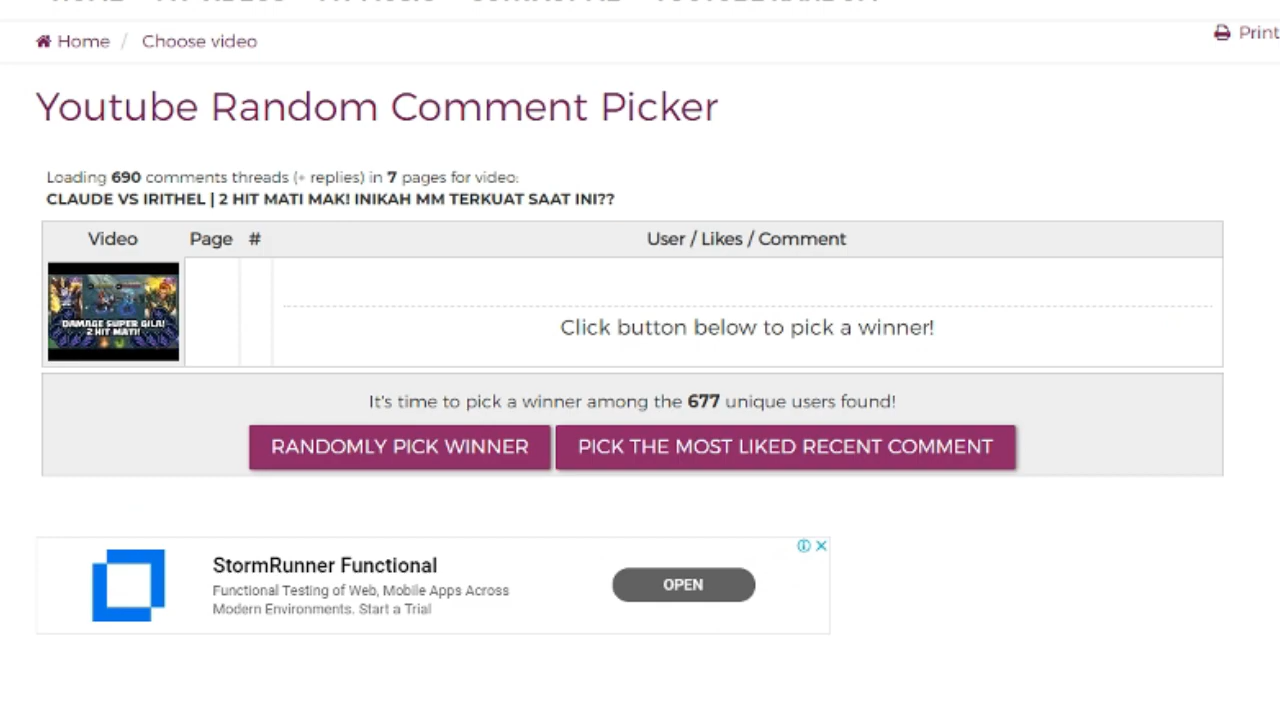 Home / Choose video
Print
Youtube Random Comment Picker
Loading 690 comments threads (+ replies) in 7 pages for video:
CLAUDE VS IRITHEL | 2 HIT MATI MAK! INIKAH MM TERKUAT SAAT INI??
Video Page # User / Likes / Comment
DAMAGE SUPER GILA!
2 HIT MATI!
Click button below to pick a winner!
It's time to pick a winner among the 677 unique users found!
RANDOMLY PICK WINNER PICK THE MOST LIKED RECENT COMMENT
StormRunner Functional
Functional Testing of Web, Mobile Apps Across
Modern Environments. Start a Trial
OPEN